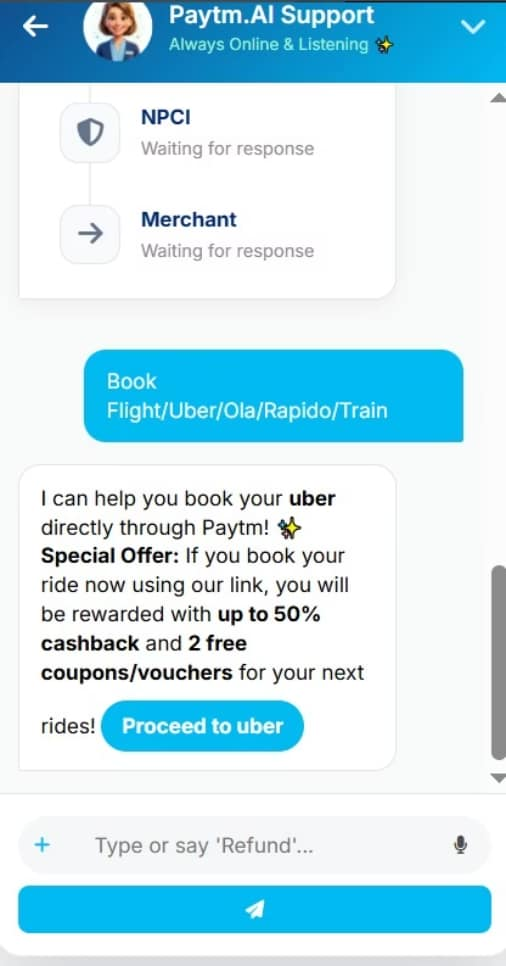 Paytm.AI Support
Always Online & Listening ✨
NPCI
Waiting for response
Merchant
Waiting for response
Book
Flight/Uber/Ola/Rapido/Train
I can help you book your uber
directly through Paytm! ✨
Special Offer: If you book your
ride now using our link, you will
be rewarded with up to 50%
cashback and 2 free
coupons/vouchers for your next
rides! Proceed to uber
Type or say 'Refund'...